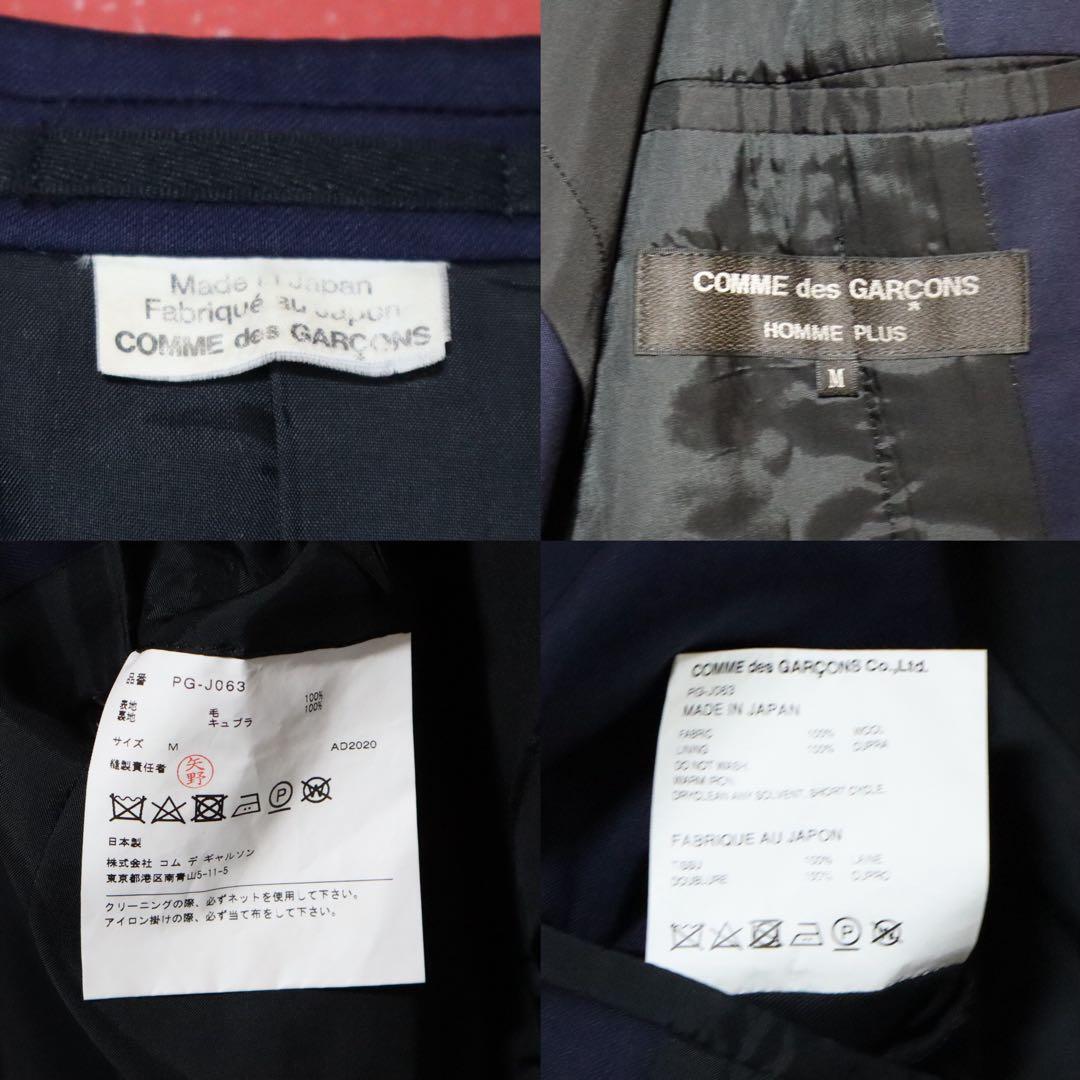 Made in Japan
Fabriqué au Japon
COMME des GARÇONS
COMME des GARÇONS
HOMME PLUS
M
品番 PG-J063
表地 毛 100%
裏地 キュプラ 100%
サイズ M AD2020
縫製責任者 矢野
日本製
株式会社 コム デ ギャルソン
東京都港区南青山5-11-5
クリーニングの際、必ずネットを使用して下さい。
アイロン掛けの際、必ず当て布をして下さい。
COMME des GARÇONS Co.,Ltd.
PG-J063
MADE IN JAPAN
FABRIC 100% WOOL
LINING 100% CUPRA
DO NOT WASH
WARM IRON
DRYCLEAN ANY SOLVENT, SHORT CYCLE.
FABRIQUE AU JAPON
TISSU 100% LAINE
DOUBLURE 100% CUPRO